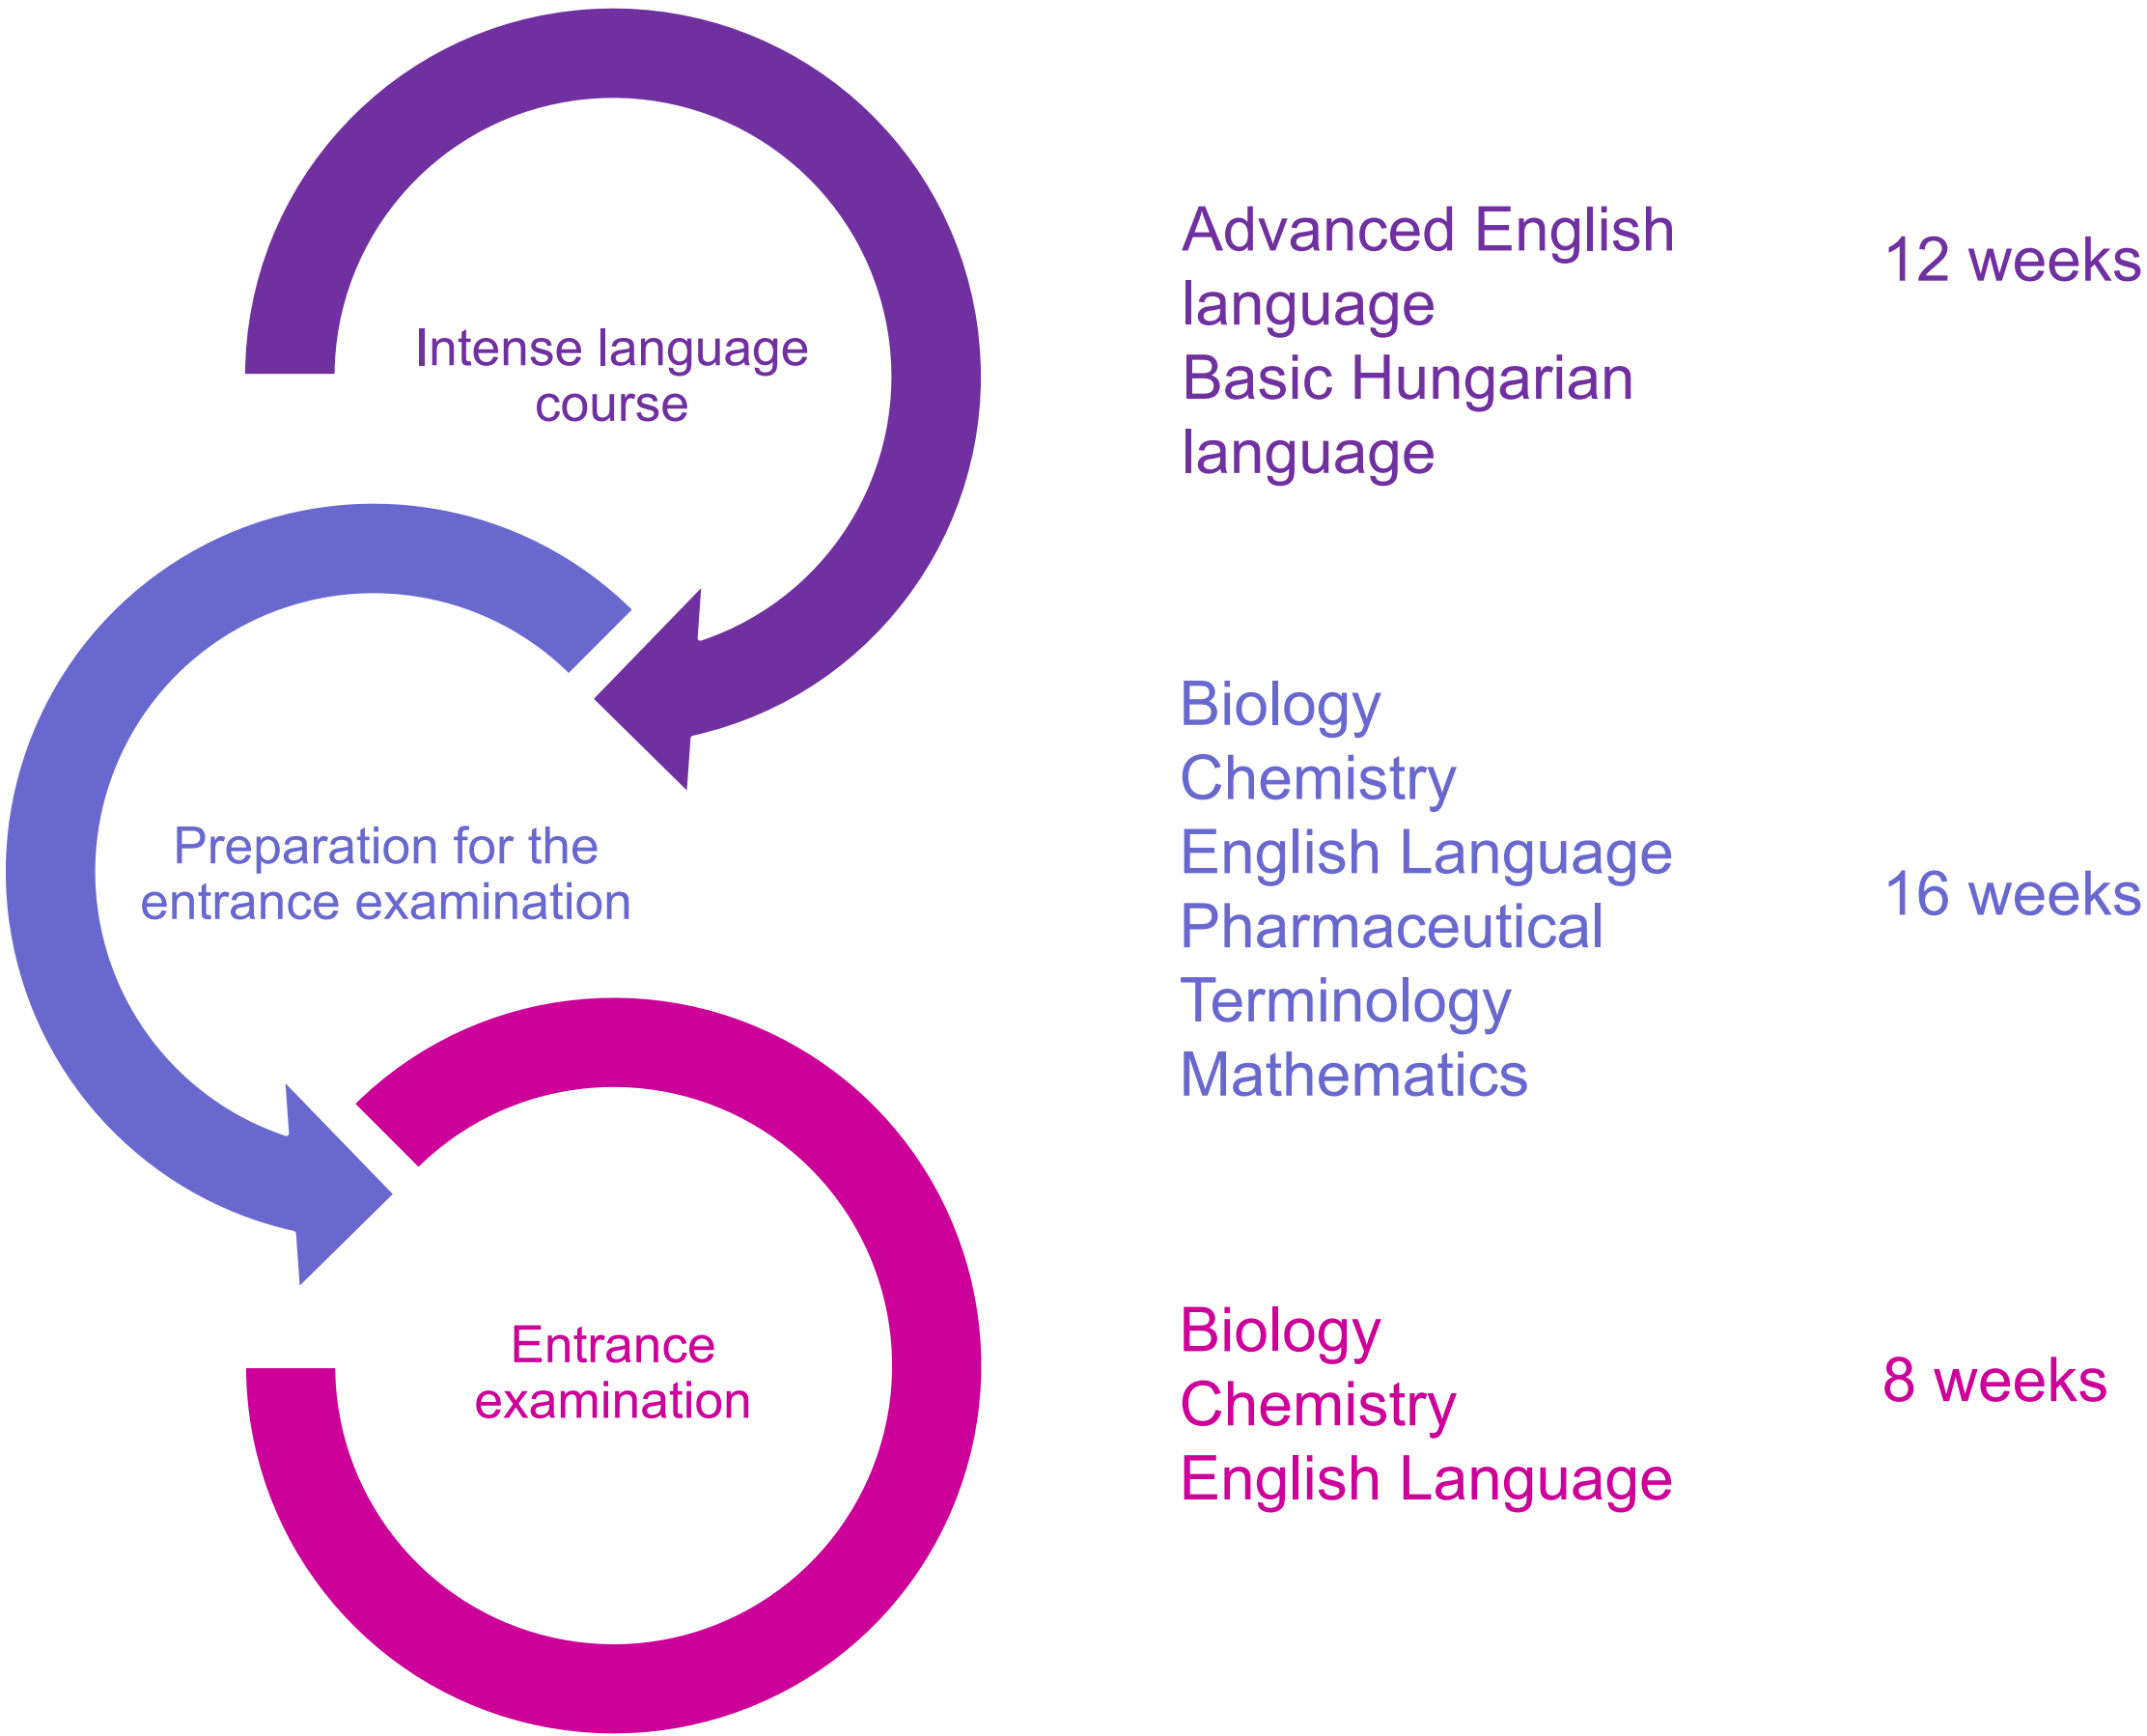 Intense language
course
Advanced English
language
Basic Hungarian
language
12 weeks
Preparation for the
entrance examination
Biology
Chemistry
English Language
Pharmaceutical
Terminology
Mathematics
16 weeks
Entrance
examination
Biology
Chemistry
English Language
8 weeks